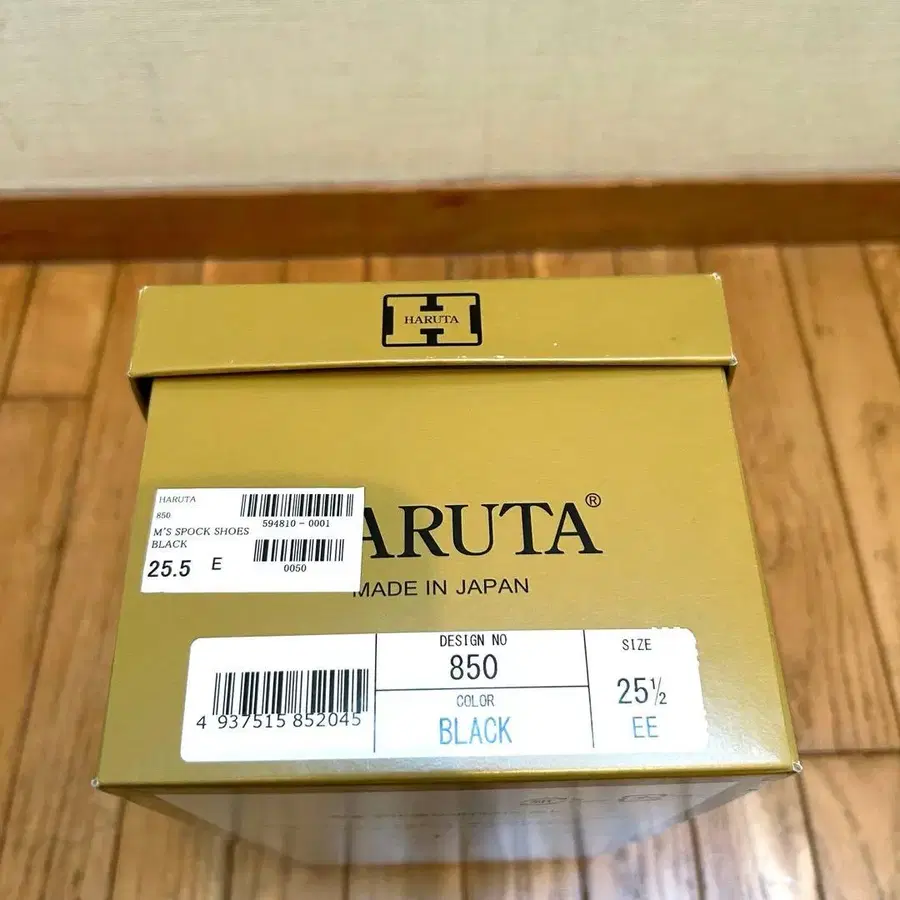 HARUTA
HARUTA
850
M'S SPOCK SHOES
BLACK
25.5 E
594810-0001
0050
ARUTA®
MADE IN JAPAN
4 937515 852045
DESIGN NO
850
COLOR
BLACK
SIZE
25½
EE